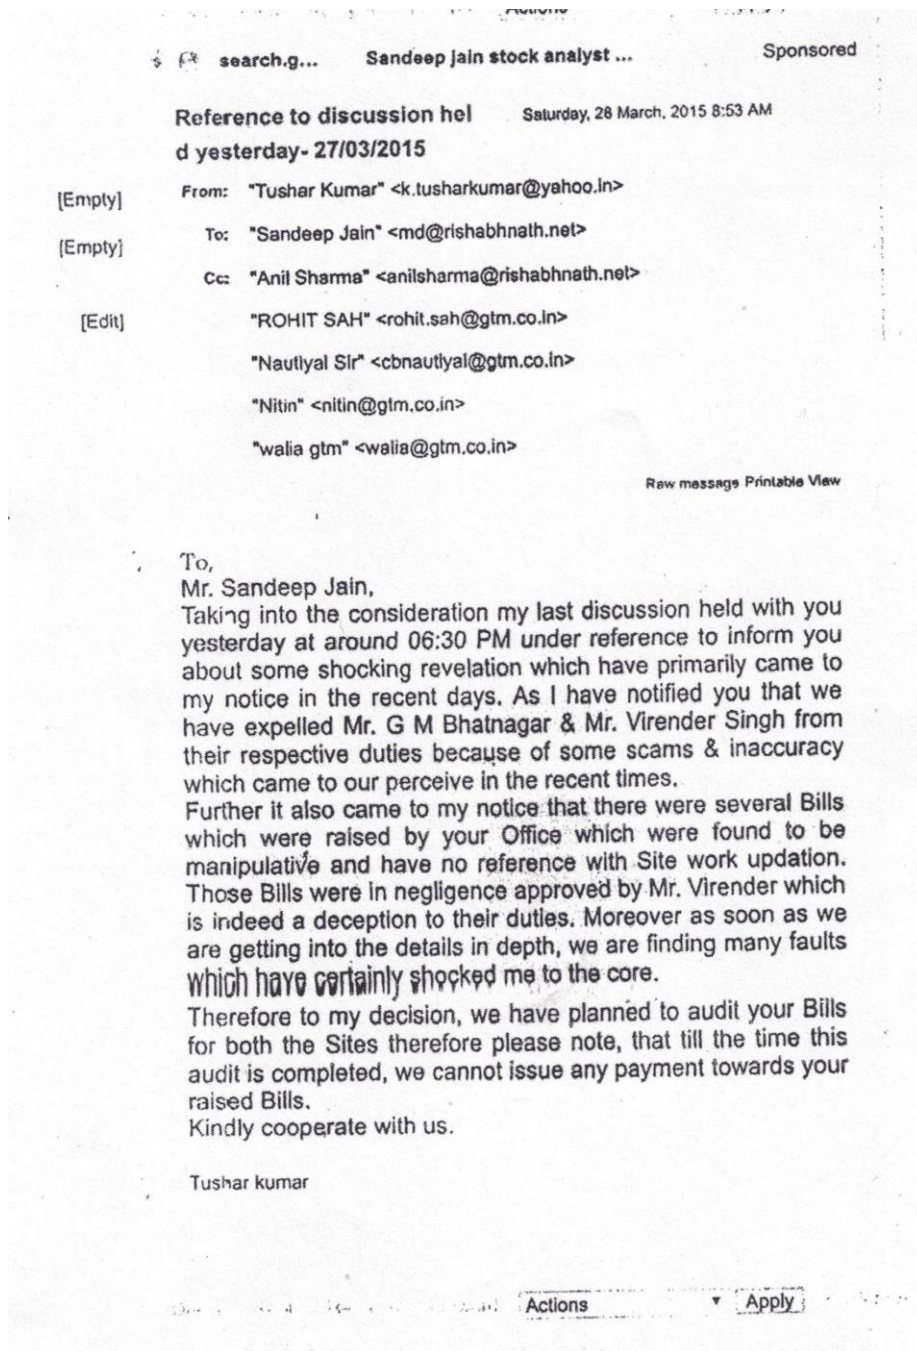 Actions
search.g... Sandeep jain stock analyst ... Sponsored
Reference to discussion hel Saturday, 28 March, 2015 8:53 AM
d yesterday- 27/03/2015
[Empty] From: "Tushar Kumar" <k.tusharkumar@yahoo.in>
[Empty] To: "Sandeep Jain" <md@rishabhnath.net>
Cc: "Anil Sharma" <anilsharma@rishabhnath.net>
[Edit] "ROHIT SAH" <rohit.sah@gtm.co.in>
"Nautiyal Sir" <cbnautiyal@gtm.co.in>
"Nitin" <nitin@gtm.co.in>
"walia gtm" <walia@gtm.co.in>
Raw message Printable View
To,
Mr. Sandeep Jain,
Taking into the consideration my last discussion held with you
yesterday at around 06:30 PM under reference to inform you
about some shocking revelation which have primarily came to
my notice in the recent days. As I have notified you that we
have expelled Mr. G M Bhatnagar & Mr. Virender Singh from
their respective duties because of some scams & inaccuracy
which came to our perceive in the recent times.
Further it also came to my notice that there were several Bills
which were raised by your Office which were found to be
manipulative and have no reference with Site work updation.
Those Bills were in negligence approved by Mr. Virender which
is indeed a deception to their duties. Moreover as soon as we
are getting into the details in depth, we are finding many faults
which have certainly shocked me to the core.
Therefore to my decision, we have planned to audit your Bills
for both the Sites therefore please note, that till the time this
audit is completed, we cannot issue any payment towards your
raised Bills.
Kindly cooperate with us.
Tushar kumar
Actions Apply